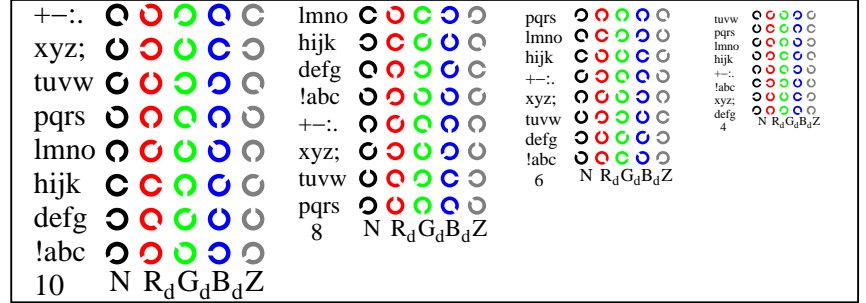 +−:.
xyz;
tuvw
pqrs
lmno
hijk
defg
!abc
10 N RdGdBdZ
lmno
hijk
defg
!abc
+−:.
xyz;
tuvw
pqrs
8 N RdGdBdZ
pqrs
lmno
hijk
+−:.
xyz;
tuvw
defg
!abc
6 N RdGdBdZ
tuvw
pqrs
lmno
hijk
+−:.
!abc
xyz;
defg
4 N RdGdBdZ